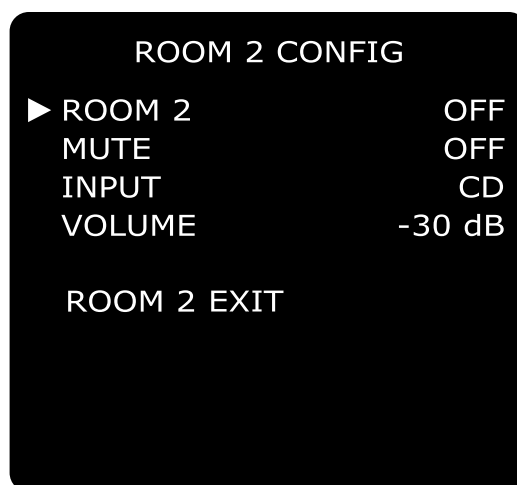 ROOM 2 CONFIG
ROOM 2 OFF
MUTE OFF
INPUT CD
VOLUME -30 dB
ROOM 2 EXIT